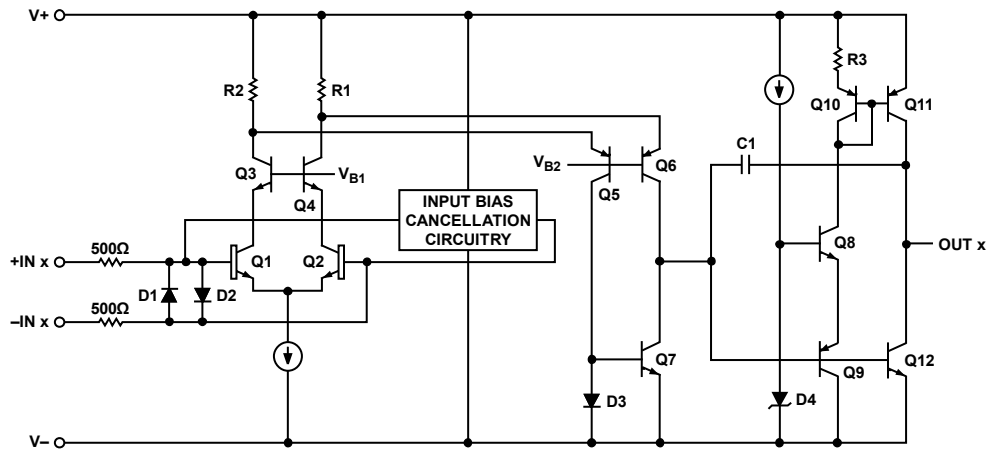 V+
R2
R1
R3
Q10
Q11
C1
Q3
Q4
VB1
VB2
Q5
Q6
INPUT BIAS
CANCELLATION
CIRCUITRY
Q8
OUT x
500Ω
+IN x
Q1
Q2
D1
D2
500Ω
–IN x
Q7
Q9
Q12
D3
D4
V–